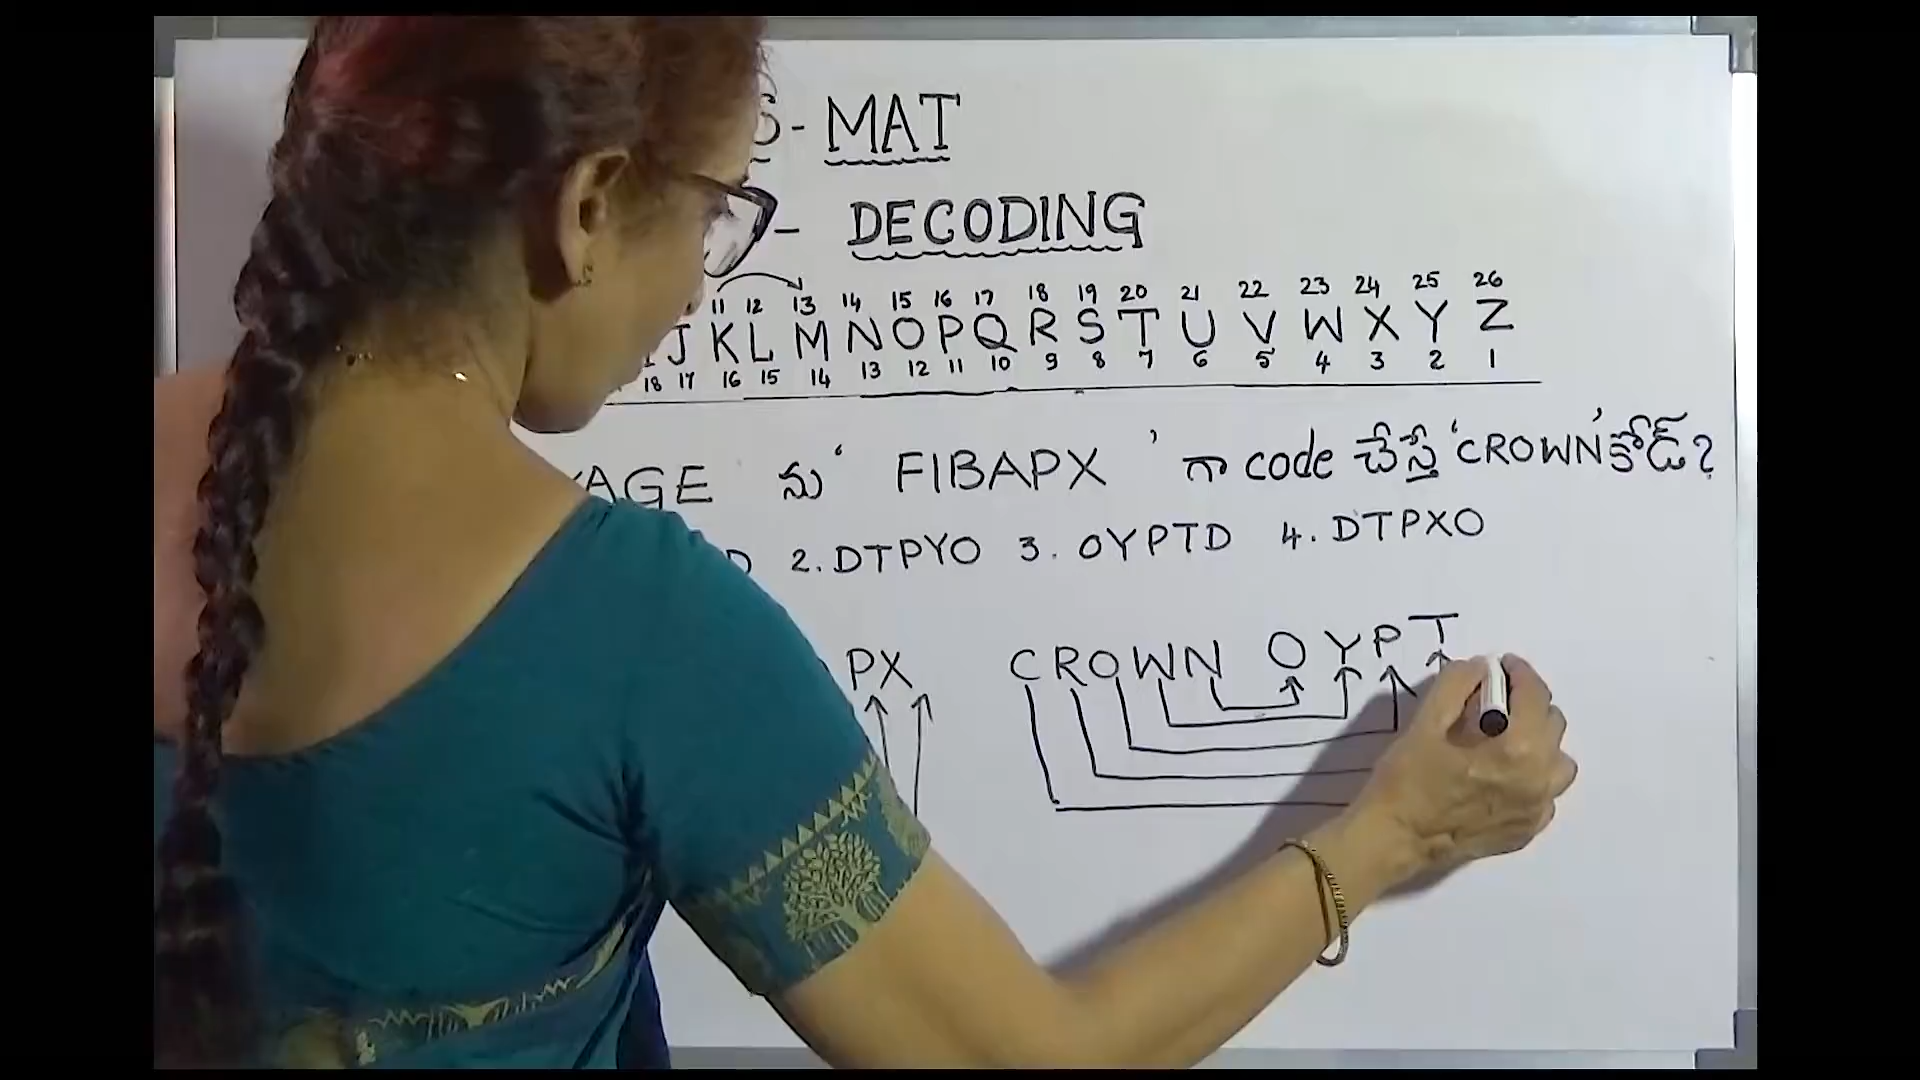 - MAT
- DECODING
11 12 13 14 15 16 17 18 19 20 21 22 23 24 25 26
J K L M N O P Q R S T U V W X Y Z
18 17 16 15 14 13 12 11 10 9 8 7 6 5 4 3 2 1
AGE ను ' FIBAPX ' గా code చేస్తే 'CROWN' కోడ్?
2. DTPYO 3. OYPTD 4. DTPXO
PX CROWN OYPT